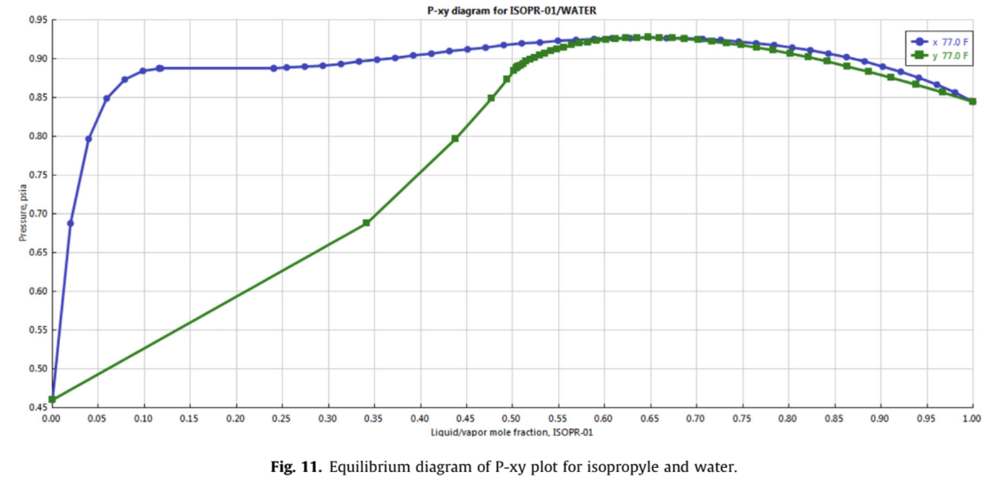 P-xy diagram for ISOPR-01/WATER
0.95
0.90
0.85
0.80
0.75
0.70
0.65
0.60
0.55
0.50
0.45
Pressure, psia
x 77.0 F
y 77.0 F
0.00 0.05 0.10 0.15 0.20 0.25 0.30 0.35 0.40 0.45 0.50 0.55 0.60 0.65 0.70 0.75 0.80 0.85 0.90 0.95 1.00
Liquid/vapor mole fraction, ISOPR-01
Fig. 11. Equilibrium diagram of P-xy plot for isopropyle and water.